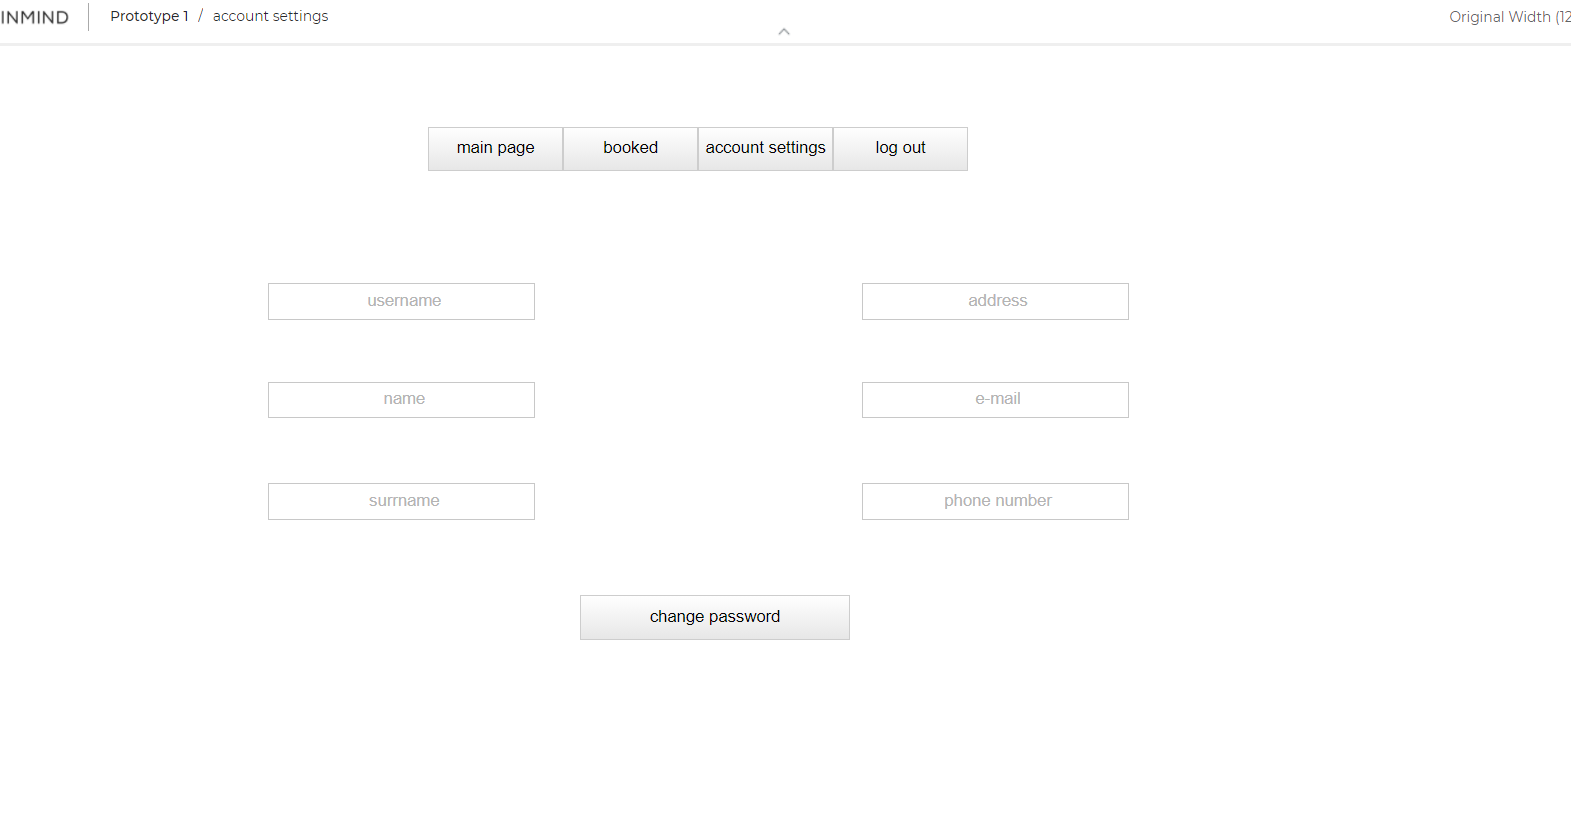 INMIND
Prototype 1 / account settings
Original Width (12
main page booked account settings log out
username address
name e-mail
surrname phone number
change password